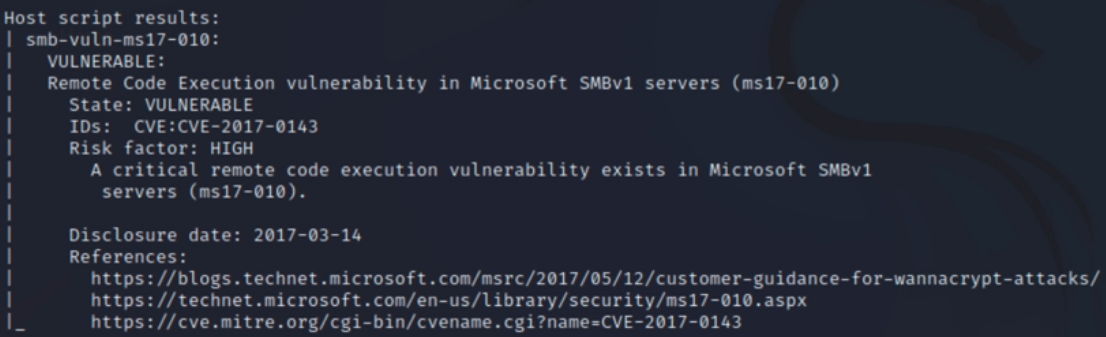 Host script results:
| smb-vuln-ms17-010:
|   VULNERABLE:
|   Remote Code Execution vulnerability in Microsoft SMBv1 servers (ms17-010)
|     State: VULNERABLE
|     IDs:  CVE:CVE-2017-0143
|     Risk factor: HIGH
|       A critical remote code execution vulnerability exists in Microsoft SMBv1
|        servers (ms17-010).
|
|     Disclosure date: 2017-03-14
|     References:
|       https://blogs.technet.microsoft.com/msrc/2017/05/12/customer-guidance-for-wannacrypt-attacks/
|       https://technet.microsoft.com/en-us/library/security/ms17-010.aspx
|_      https://cve.mitre.org/cgi-bin/cvename.cgi?name=CVE-2017-0143